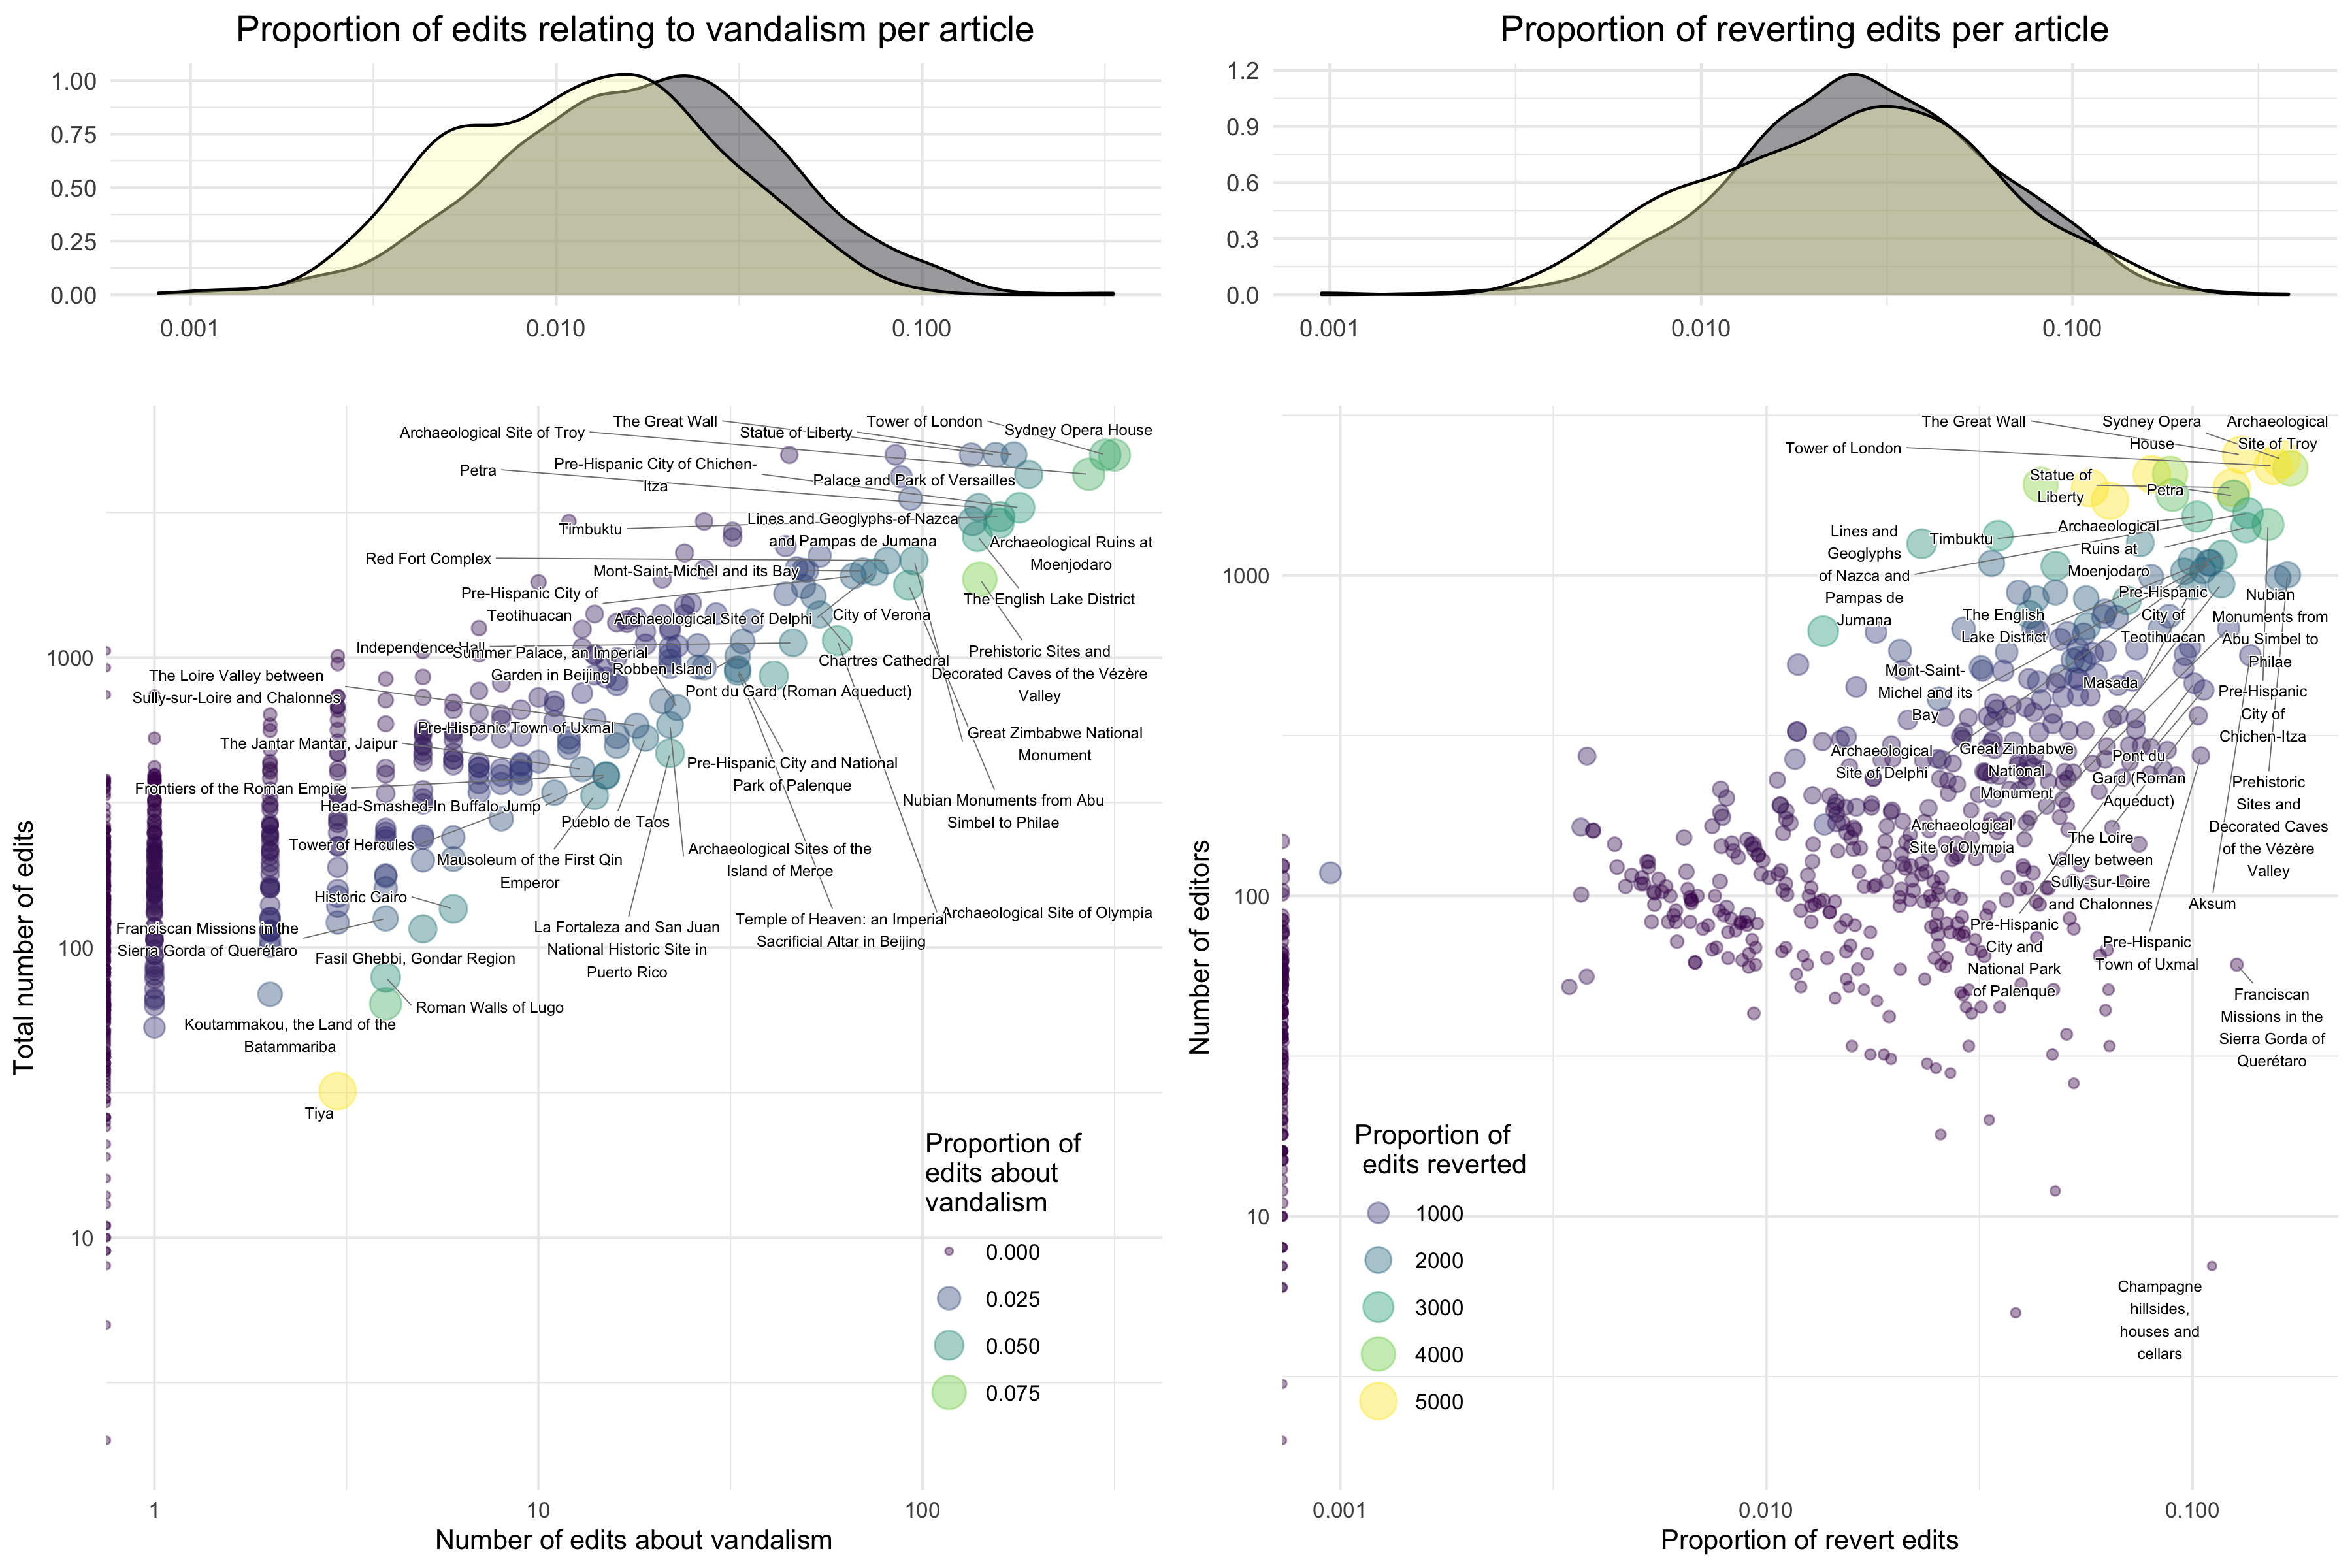 Proportion of edits relating to vandalism per article
1.00
0.75
0.50
0.25
0.00
0.001
0.010
0.100
Proportion of reverting edits per article
1.2
0.9
0.6
0.3
0.0
0.001
0.010
0.100
Total number of edits
1000
100
10
The Great Wall
Tower of London
Archaeological Site of Troy
Statue of Liberty
Sydney Opera House
Petra
Pre-Hispanic City of Chichen-
Itza
Palace and Park of Versailles
Timbuktu
Lines and Geoglyphs of Nazca
and Pampas de Jumana
Archaeological Ruins at
Moenjodaro
Red Fort Complex
Mont-Saint-Michel and its Bay
Pre-Hispanic City of
Teotihuacan
The English Lake District
Archaeological Site of Delphi
City of Verona
Independence Hall
Summer Palace, an Imperial
Garden in Beijing
Robben Island
Chartres Cathedral
Prehistoric Sites and
Decorated Caves of the Vézère
Valley
The Loire Valley between
Sully-sur-Loire and Chalonnes
Pont du Gard (Roman Aqueduct)
Pre-Hispanic Town of Uxmal
Great Zimbabwe National
Monument
The Jantar Mantar, Jaipur
Pre-Hispanic City and National
Park of Palenque
Frontiers of the Roman Empire
Head-Smashed-In Buffalo Jump
Nubian Monuments from Abu
Simbel to Philae
Pueblo de Taos
Tower of Hercules
Mausoleum of the First Qin
Emperor
Archaeological Sites of the
Island of Meroe
Historic Cairo
Franciscan Missions in the
Sierra Gorda of Querétaro
La Fortaleza and San Juan
National Historic Site in
Puerto Rico
Temple of Heaven: an Imperial
Sacrificial Altar in Beijing
Archaeological Site of Olympia
Fasil Ghebbi, Gondar Region
Roman Walls of Lugo
Koutammakou, the Land of the
Batammariba
Tiya
Proportion of
edits about
vandalism
0.000
0.025
0.050
0.075
1
10
100
Number of edits about vandalism
Number of editors
1000
100
10
The Great Wall
Sydney Opera
House
Archaeological
Site of Troy
Tower of London
Statue of
Liberty
Petra
Lines and
Geoglyphs
of Nazca and
Pampas de
Jumana
Timbuktu
Archaeological
Ruins at
Moenjodaro
Pre-Hispanic
City of
Teotihuacan
Nubian
Monuments from
Abu Simbel to
Philae
The English
Lake District
Mont-Saint-
Michel and its
Bay
Masada
Pre-Hispanic
City of
Chichen-Itza
Archaeological
Site of Delphi
Great Zimbabwe
National
Monument
Pont du
Gard (Roman
Aqueduct)
Prehistoric
Sites and
Decorated Caves
of the Vézère
Valley
Archaeological
Site of Olympia
The Loire
Valley between
Sully-sur-Loire
and Chalonnes
Aksum
Pre-Hispanic
City and
National Park
of Palenque
Pre-Hispanic
Town of Uxmal
Franciscan
Missions in the
Sierra Gorda of
Querétaro
Champagne
hillsides,
houses and
cellars
Proportion of
edits reverted
1000
2000
3000
4000
5000
0.001
0.010
0.100
Proportion of revert edits